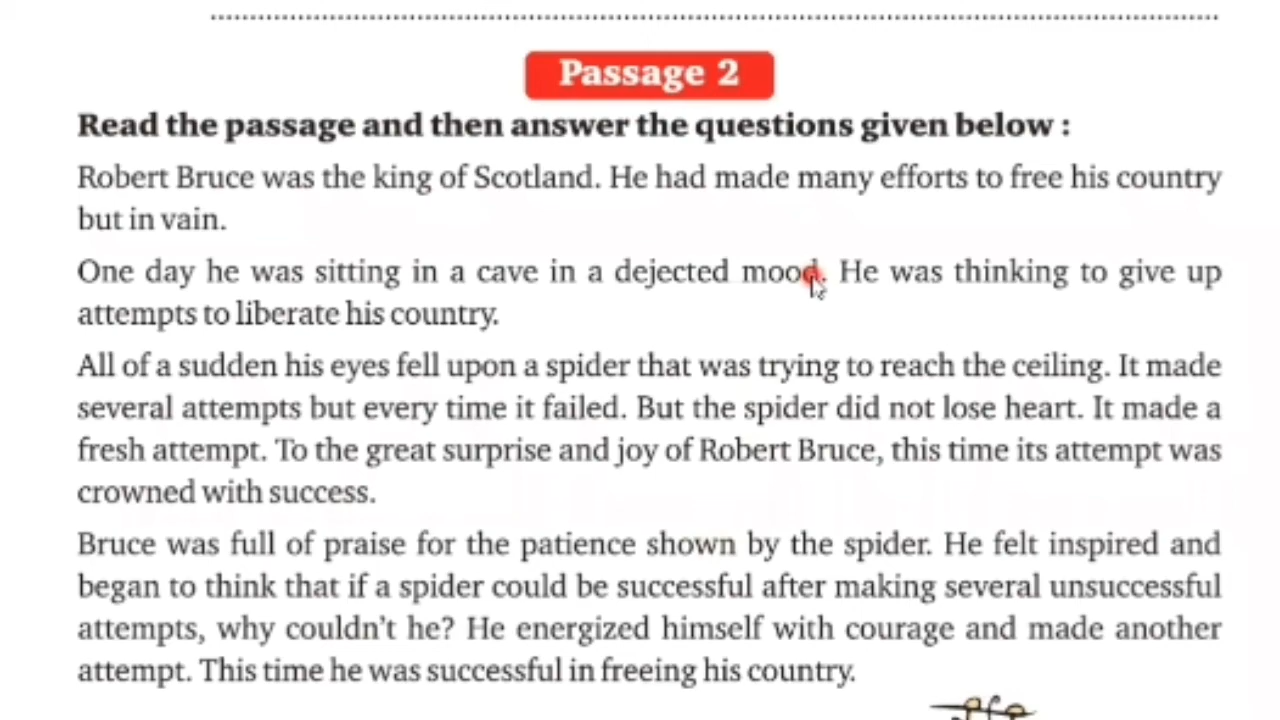 Passage 2
Read the passage and then answer the questions given below :
Robert Bruce was the king of Scotland. He had made many efforts to free his country
but in vain.
One day he was sitting in a cave in a dejected mood. He was thinking to give up
attempts to liberate his country.
All of a sudden his eyes fell upon a spider that was trying to reach the ceiling. It made
several attempts but every time it failed. But the spider did not lose heart. It made a
fresh attempt. To the great surprise and joy of Robert Bruce, this time its attempt was
crowned with success.
Bruce was full of praise for the patience shown by the spider. He felt inspired and
began to think that if a spider could be successful after making several unsuccessful
attempts, why couldn't he? He energized himself with courage and made another
attempt. This time he was successful in freeing his country.